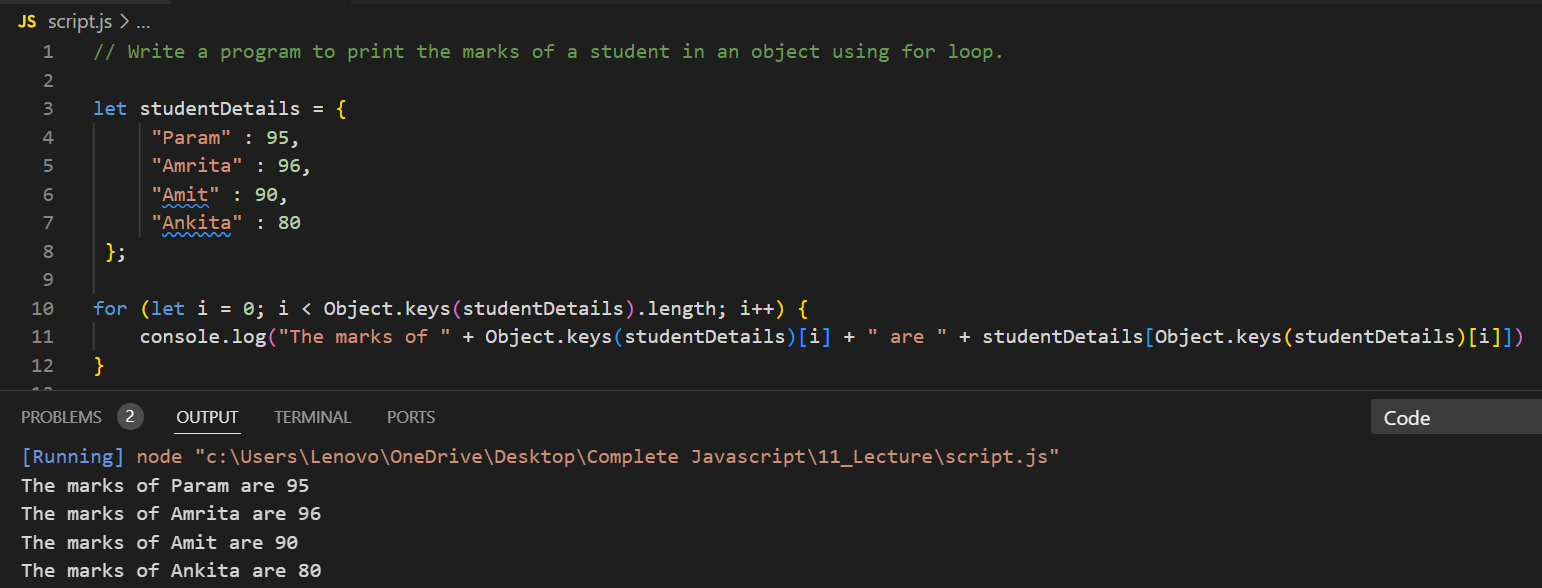 JS script.js > ...
1 // Write a program to print the marks of a student in an object using for loop.
2
3 let studentDetails = {
4 "Param" : 95,
5 "Amrita" : 96,
6 "Amit" : 90,
7 "Ankita" : 80
8 };
9
10 for (let i = 0; i < Object.keys(studentDetails).length; i++) {
11 console.log("The marks of " + Object.keys(studentDetails)[i] + " are " + studentDetails[Object.keys(studentDetails)[i]])
12 }
PROBLEMS 2 OUTPUT TERMINAL PORTS Code
[Running] node "c:\Users\Lenovo\OneDrive\Desktop\Complete Javascript\11_Lecture\script.js"
The marks of Param are 95
The marks of Amrita are 96
The marks of Amit are 90
The marks of Ankita are 80